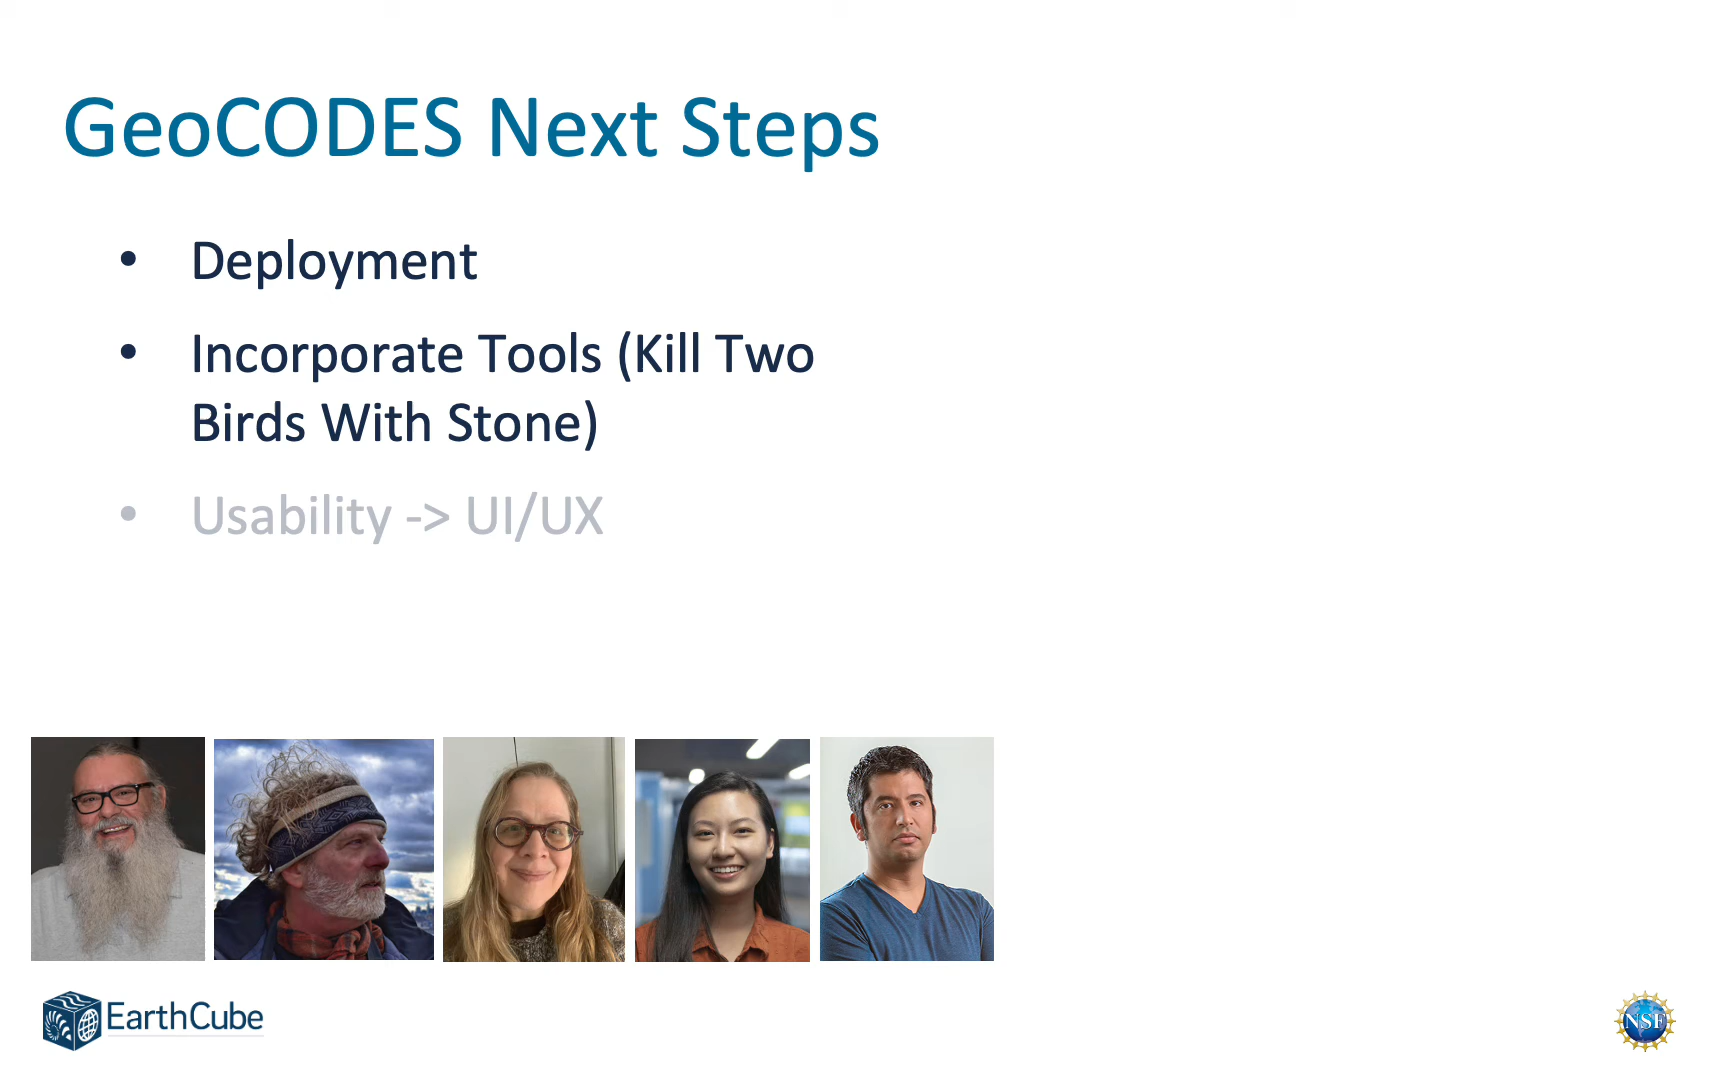 GeoCODES Next Steps
• Deployment
• Incorporate Tools (Kill Two
Birds With Stone)
• Usability -> UI/UX
EarthCube
NSF